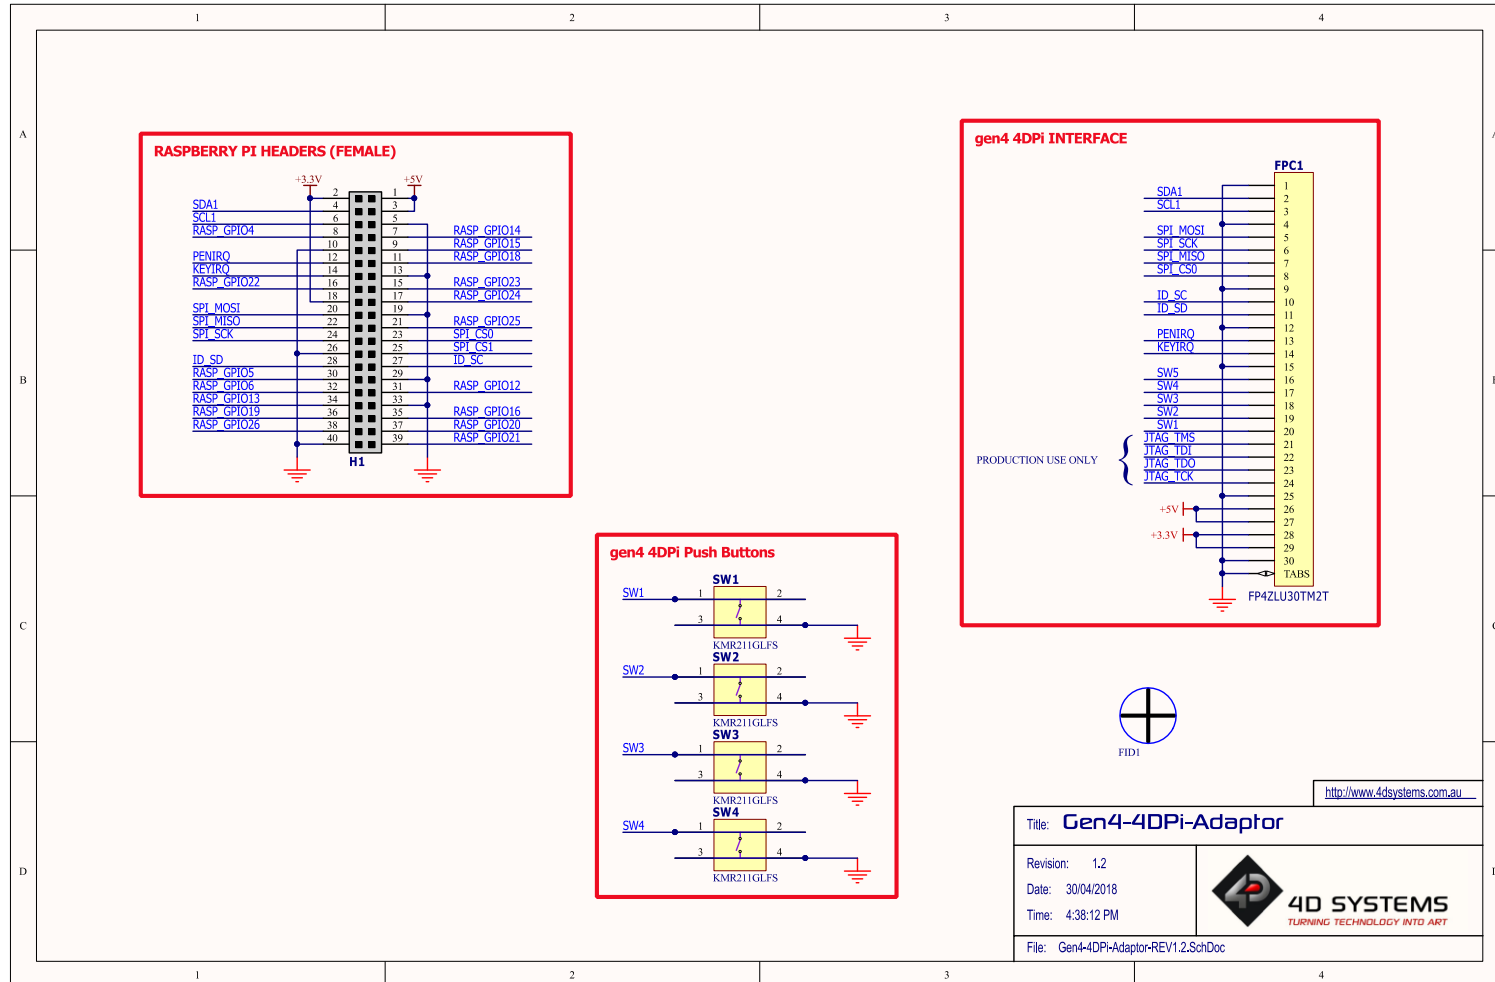 1 2 3 4
A A
B B
C C
D D
RASPBERRY PI HEADERS (FEMALE)
+3.3V +5V
2 1
SDA1 4 3
SCL1 6 5
RASP_GPIO4 8 7 RASP_GPIO14
10 9 RASP_GPIO15
PENIRQ 12 11 RASP_GPIO18
KEYIRQ 14 13
RASP_GPIO22 16 15 RASP_GPIO23
18 17 RASP_GPIO24
SPI_MOSI 20 19
SPI_MISO 22 21 RASP_GPIO25
SPI_SCK 24 23 SPI_CS0
26 25 SPI_CS1
ID_SD 28 27 ID_SC
RASP_GPIO5 30 29
RASP_GPIO6 32 31 RASP_GPIO12
RASP_GPIO13 34 33
RASP_GPIO19 36 35 RASP_GPIO16
RASP_GPIO26 38 37 RASP_GPIO20
40 39 RASP_GPIO21
H1
gen4 4DPi INTERFACE
FPC1
1
SDA1 2
SCL1 3
4
SPI_MOSI 5
SPI_SCK 6
SPI_MISO 7
SPI_CS0 8
9
ID_SC 10
ID_SD 11
12
PENIRQ 13
KEYIRQ 14
15
SW5 16
SW4 17
SW3 18
SW2 19
SW1 20
JTAG_TMS 21
JTAG_TDI 22
PRODUCTION USE ONLY
JTAG_TDO 23
JTAG_TCK 24
25
+5V 26
27
+3.3V 28
29
30
TABS
FP4ZLU30TM2T
gen4 4DPi Push Buttons
SW1
SW1 1 2
3 4
KMR211GLFS
SW2
SW2 1 2
3 4
KMR211GLFS
SW3
SW3 1 2
3 4
KMR211GLFS
SW4
SW4 1 2
3 4
KMR211GLFS
FID1
http://www.4dsystems.com.au
Title: Gen4-4DPi-Adaptor
Revision: 1.2
Date: 30/04/2018
Time: 4:38:12 PM
4D SYSTEMS
TURNING TECHNOLOGY INTO ART
File: Gen4-4DPi-Adaptor-REV1.2.SchDoc
1 2 3 4